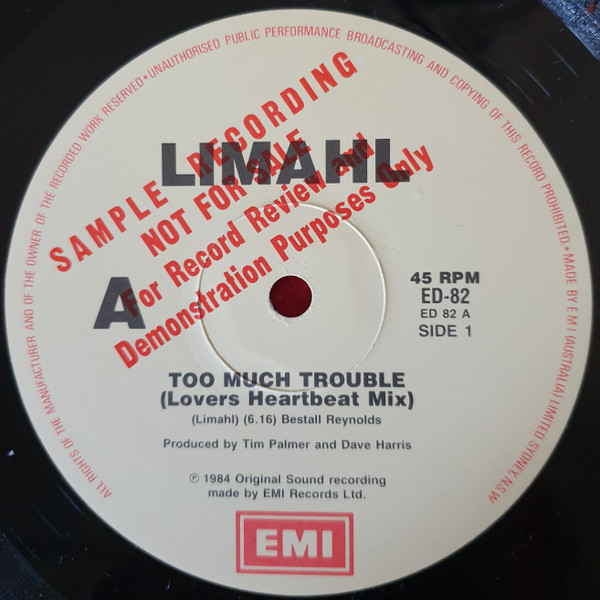 ALL RIGHTS OF THE MANUFACTURER AND OF THE OWNER OF THE RECORDED WORK RESERVED • UNAUTHORISED PUBLIC PERFORMANCE BROADCASTING AND COPYING OF THIS RECORD PROHIBITED • MADE BY EMI (AUSTRALIA) LIMITED SYDNEY, N.S.W
LIMAHL
SAMPLE RECORDING
NOT FOR SALE
For Record Review and
Demonstration Purposes Only
A
45 RPM
ED-82
ED 82 A
SIDE 1
TOO MUCH TROUBLE
(Lovers Heartbeat Mix)
(Limahl) (6.16) Bestall Reynolds
Produced by Tim Palmer and Dave Harris
℗ 1984 Original Sound recording
made by EMI Records Ltd.
EMI